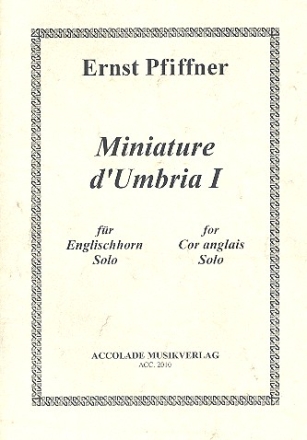 Ernst Pfiffner
Miniature
d'Umbria I
für
Englischhorn
Solo
for
Cor anglais
Solo
ACCOLADE MUSIKVERLAG
ACC. 2010